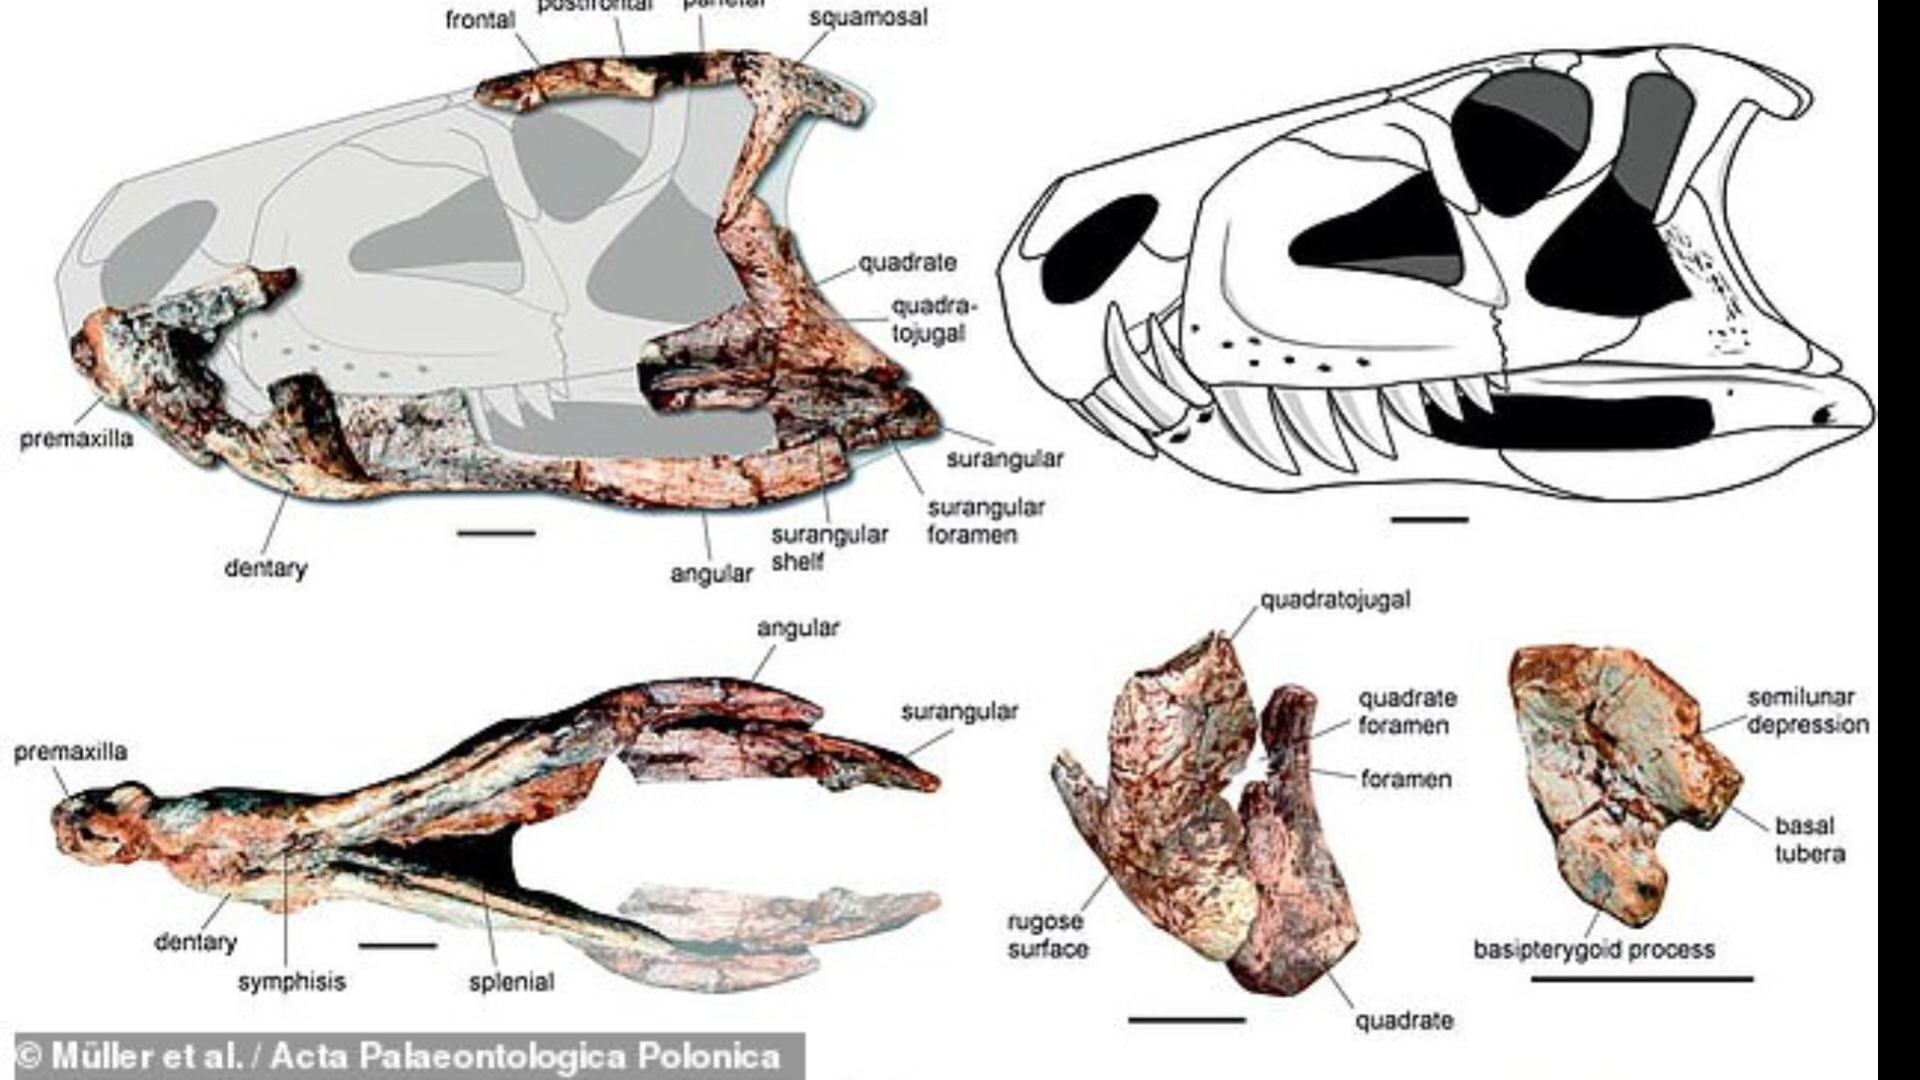 frontal
postfrontal
parietal
squamosal
quadrate
quadra-
tojugal
premaxilla
surangular
surangular
foramen
surangular
shelf
dentary
angular
angular
surangular
premaxilla
dentary
symphisis
splenial
quadratojugal
quadrate
foramen
foramen
rugose
surface
quadrate
semilunar
depression
basal
tubera
basipterygoid process
© Müller et al. / Acta Palaeontologica Polonica